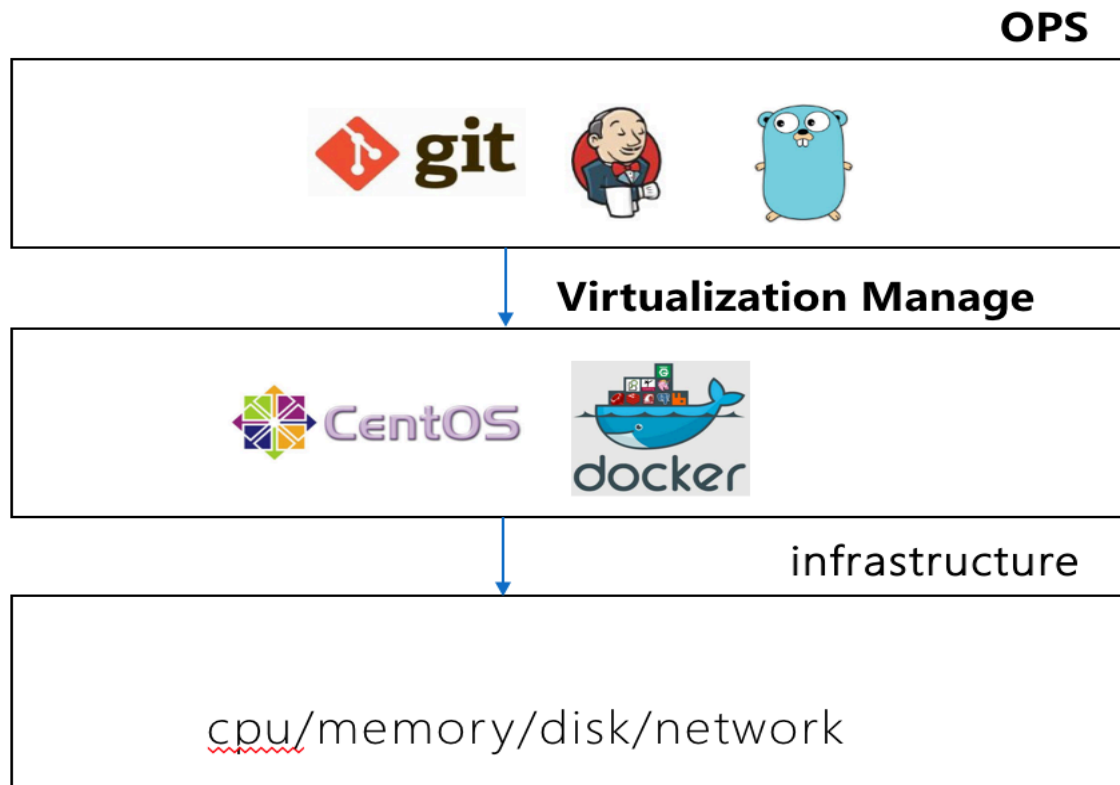 OPS
git
Virtualization Manage
CentOS
docker
infrastructure
cpu/memory/disk/network